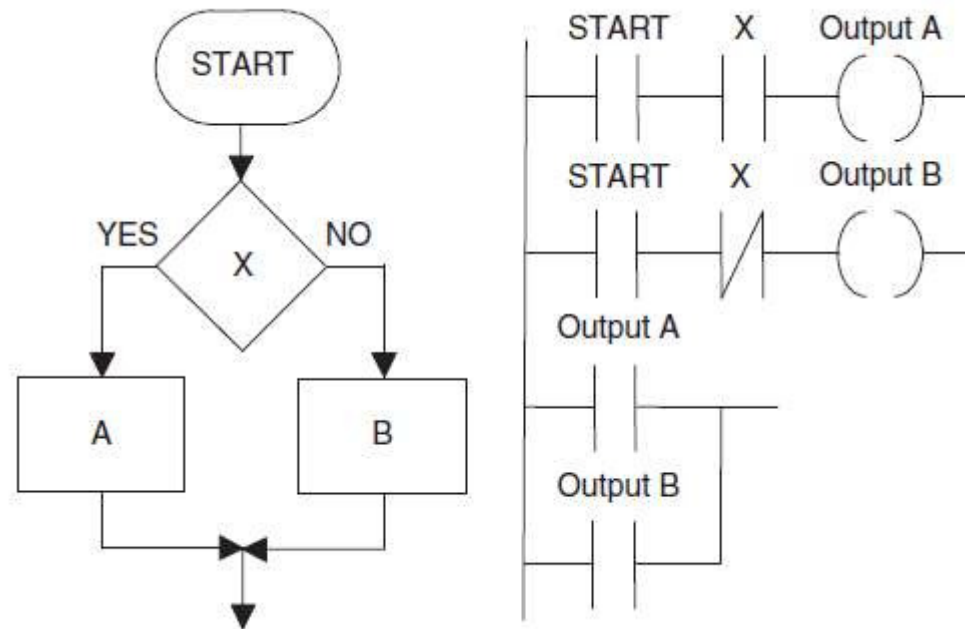 START
X
YES
NO
A
B
START X Output A
START X Output B
Output A
Output B